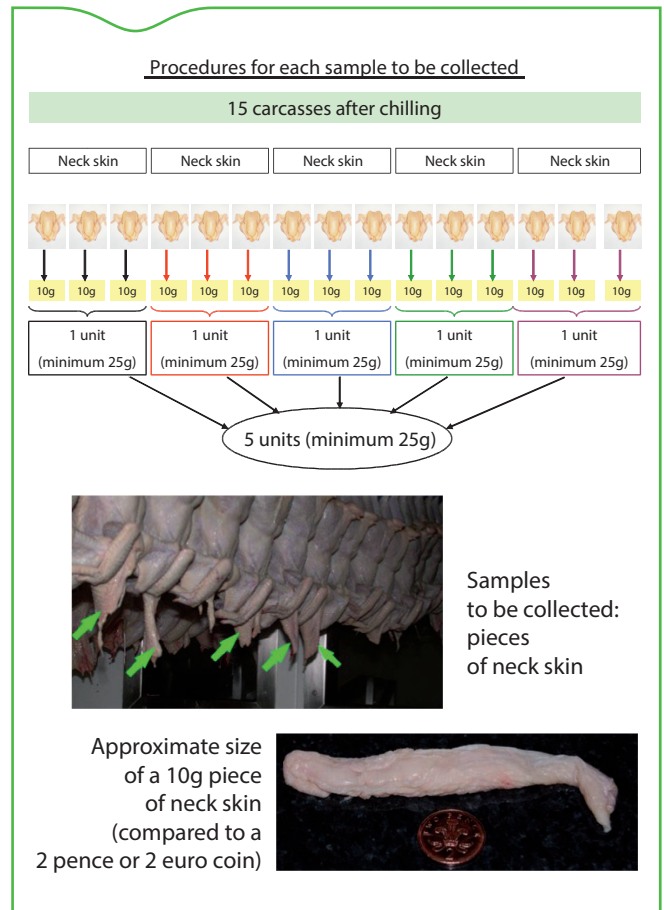 Procedures for each sample to be collected
15 carcasses after chilling
Neck skin Neck skin Neck skin Neck skin Neck skin
10g 10g 10g 10g 10g 10g 10g 10g 10g 10g 10g 10g 10g 10g 10g
1 unit 1 unit 1 unit 1 unit 1 unit
(minimum 25g) (minimum 25g) (minimum 25g) (minimum 25g) (minimum 25g)
5 units (minimum 25g)
Samples
to be collected:
pieces
of neck skin
Approximate size
of a 10g piece
of neck skin
(compared to a
2 pence or 2 euro coin)